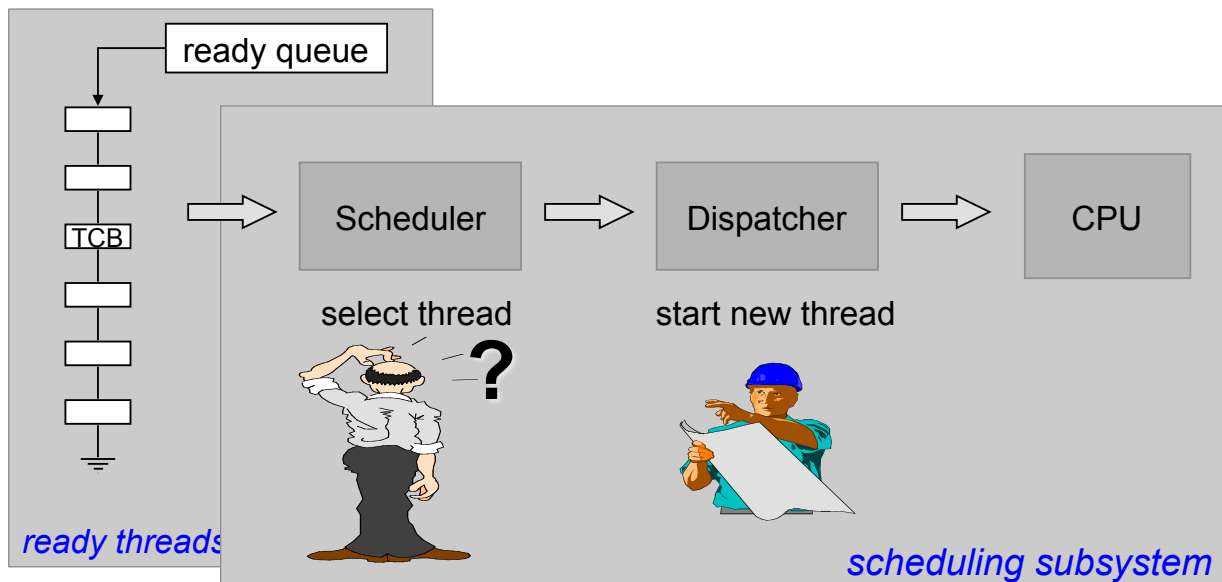 ready queue
TCB
Scheduler
Dispatcher
CPU
select thread
start new thread
?
ready threads
scheduling subsystem